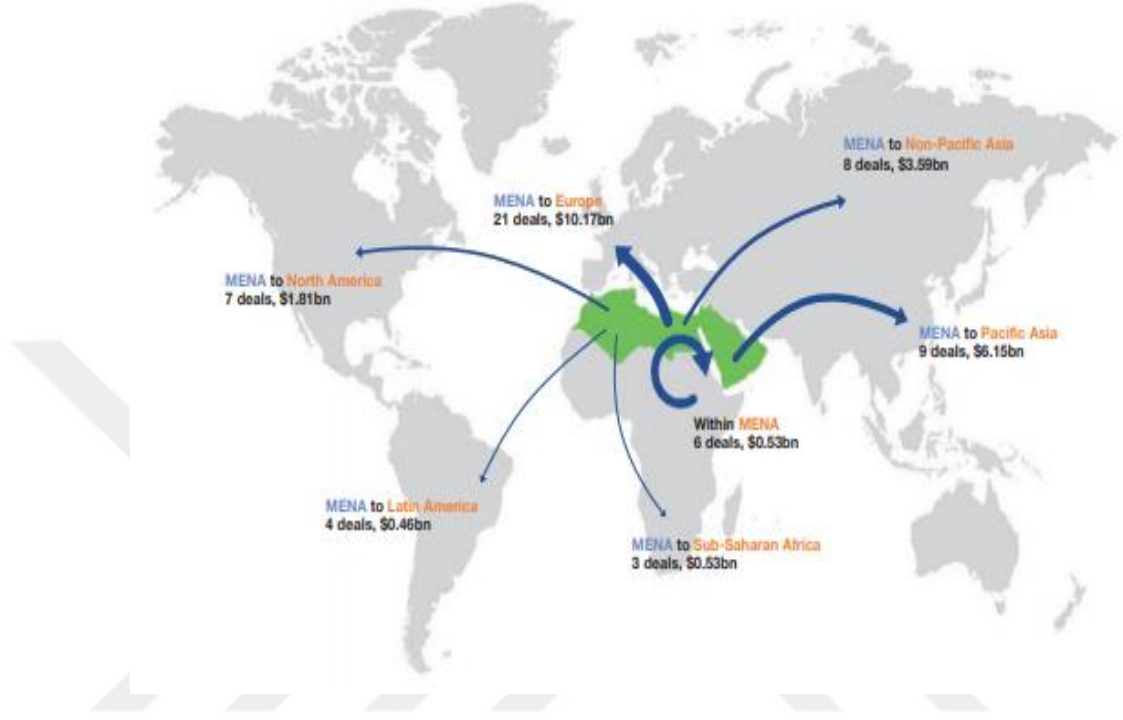 MENA to Non-Pacific Asia
8 deals, $3.59bn
MENA to Europe
21 deals, $10.17bn
MENA to North America
7 deals, $1.81bn
MENA to Pacific Asia
9 deals, $6.15bn
Within MENA
6 deals, $0.53bn
MENA to Latin America
4 deals, $0.46bn
MENA to Sub-Saharan Africa
3 deals, $0.53bn